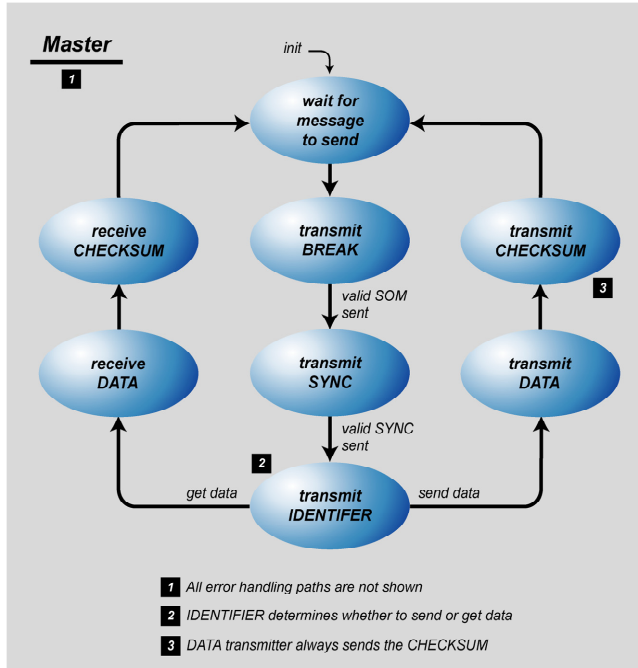 Master
1
init
wait for
message
to send
receive
CHECKSUM
transmit
BREAK
transmit
CHECKSUM
3
valid SOM
sent
receive
DATA
transmit
SYNC
transmit
DATA
valid SYNC
sent
2
get data
transmit
IDENTIFER
send data
1 All error handling paths are not shown
2 IDENTIFIER determines whether to send or get data
3 DATA transmitter always sends the CHECKSUM